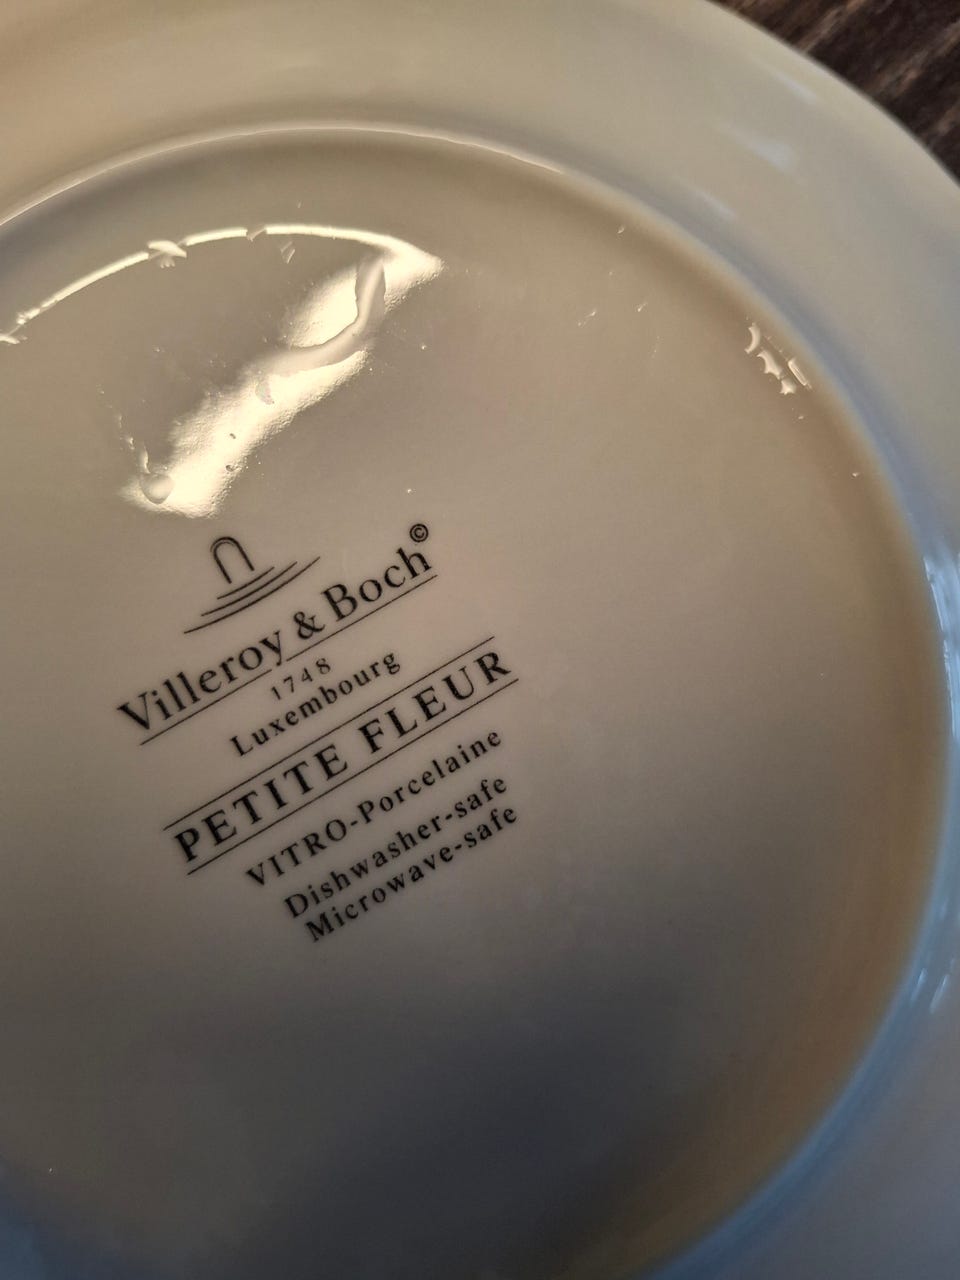 Villeroy & Boch©
1748
Luxembourg
PETITE FLEUR
VITRO-Porcelaine
Dishwasher-safe
Microwave-safe